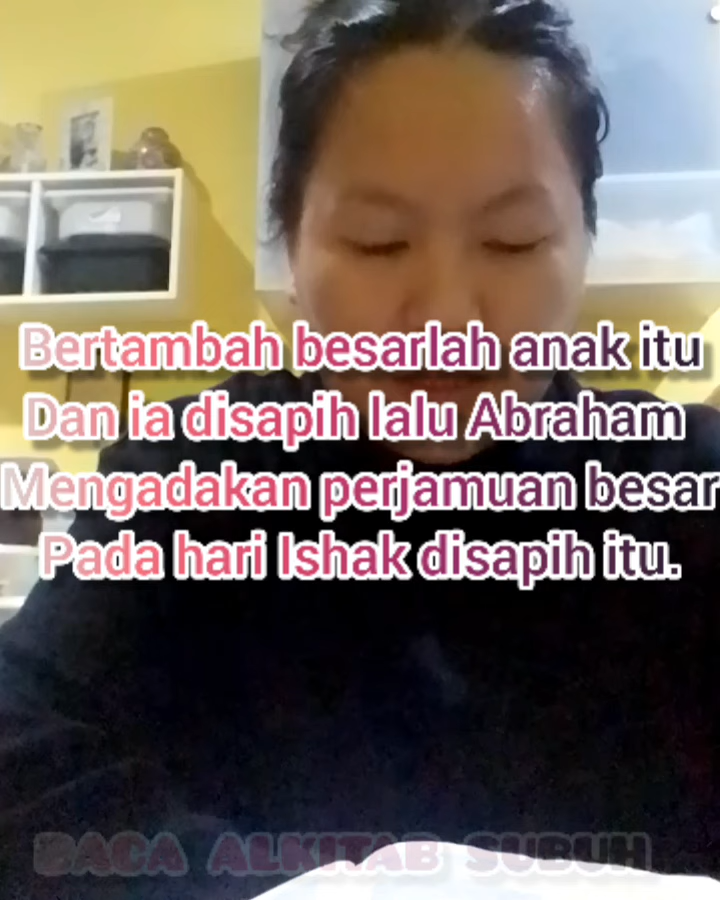 Bertambah besarlah anak itu
Dan ia disapih lalu Abraham
Mengadakan perjamuan besar
Pada hari Ishak disapih itu.
BACA ALKITAB SUBUH